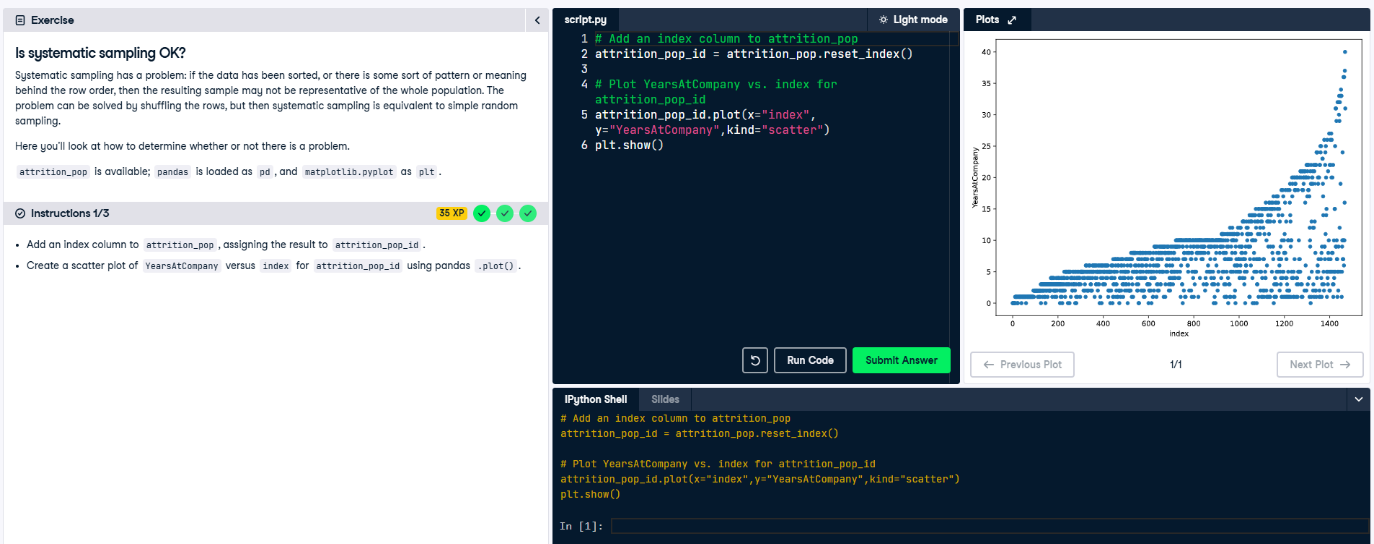 Exercise
Is systematic sampling OK?
Systematic sampling has a problem: if the data has been sorted, or there is some sort of pattern or meaning
behind the row order, then the resulting sample may not be representative of the whole population. The
problem can be solved by shuffling the rows, but then systematic sampling is equivalent to simple random
sampling.
Here you'll look at how to determine whether or not there is a problem.
attrition_pop is available; pandas is loaded as pd, and matplotlib.pyplot as plt.
Instructions 1/3
35 XP
• Add an index column to attrition_pop, assigning the result to attrition_pop_id.
• Create a scatter plot of YearsAtCompany versus index for attrition_pop_id using pandas .plot().
script.py
Light mode
1 # Add an index column to attrition_pop
2 attrition_pop_id = attrition_pop.reset_index()
3
4 # Plot YearsAtCompany vs. index for
attrition_pop_id
5 attrition_pop_id.plot(x="index",
y="YearsAtCompany",kind="scatter")
6 plt.show()
Run Code
Submit Answer
Plots
40
35
30
25
20
15
10
5
0
YearsAtCompany
0 200 400 600 800 1000 1200 1400
index
← Previous Plot
1/1
Next Plot →
IPython Shell
Slides
# Add an index column to attrition_pop
attrition_pop_id = attrition_pop.reset_index()
# Plot YearsAtCompany vs. index for attrition_pop_id
attrition_pop_id.plot(x="index",y="YearsAtCompany",kind="scatter")
plt.show()
In [1]: